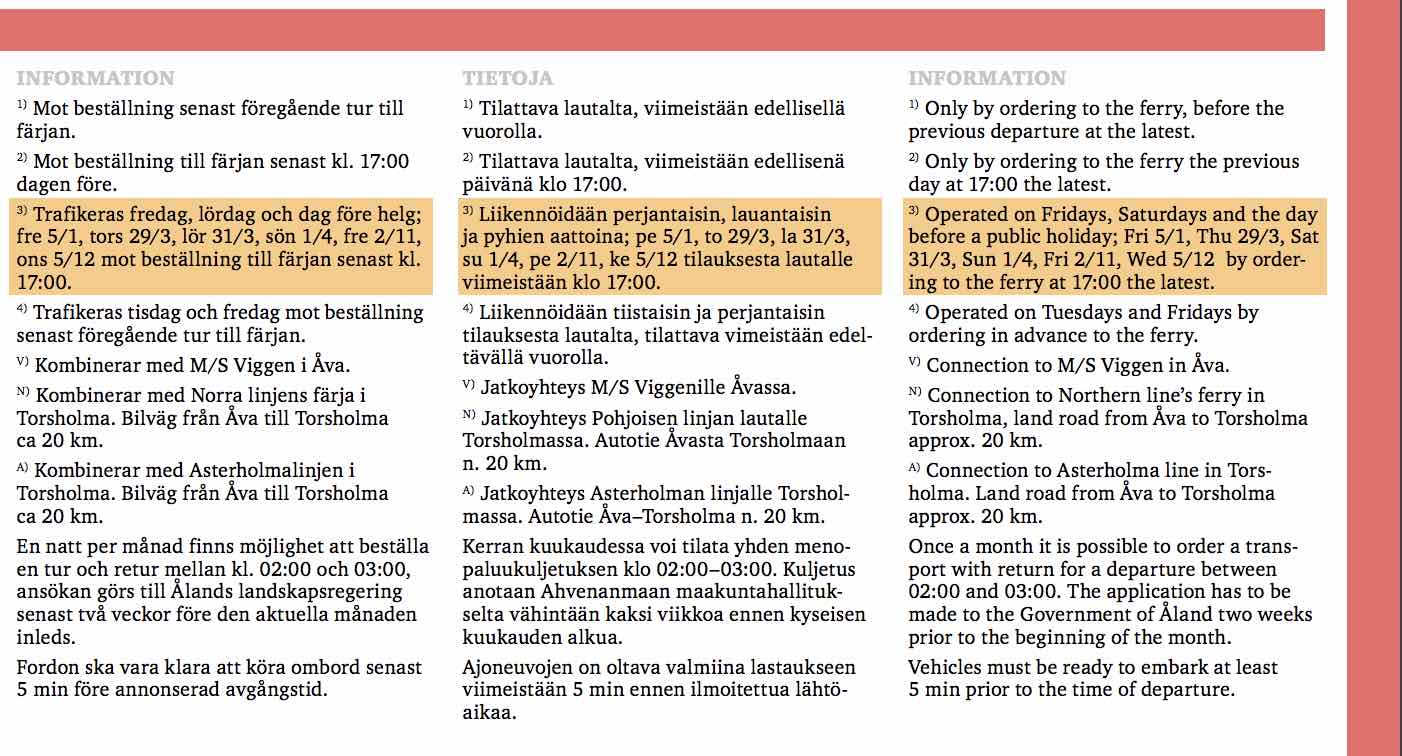 INFORMATION
1) Mot beställning senast föregående tur till
färjan.
2) Mot beställning till färjan senast kl. 17:00
dagen före.
3) Trafikeras fredag, lördag och dag före helg;
fre 5/1, tors 29/3, lör 31/3, sön 1/4, fre 2/11,
ons 5/12 mot beställning till färjan senast kl.
17:00.
4) Trafikeras tisdag och fredag mot beställning
senast föregående tur till färjan.
V) Kombinerar med M/S Viggen i Åva.
N) Kombinerar med Norra linjens färja i
Torsholma. Bilväg från Åva till Torsholma
ca 20 km.
A) Kombinerar med Asterholmalinjen i
Torsholma. Bilväg från Åva till Torsholma
ca 20 km.
En natt per månad finns möjlighet att beställa
en tur och retur mellan kl. 02:00 och 03:00,
ansökan görs till Ålands landskapsregering
senast två veckor före den aktuella månaden
inleds.
Fordon ska vara klara att köra ombord senast
5 min före annonserad avgångstid.
TIETOJA
1) Tilattava lautalta, viimeistään edellisellä
vuorolla.
2) Tilattava lautalta, viimeistään edellisenä
päivänä klo 17:00.
3) Liikennöidään perjantaisin, lauantaisin
ja pyhien aattoina; pe 5/1, to 29/3, la 31/3,
su 1/4, pe 2/11, ke 5/12 tilauksesta lautalle
viimeistään klo 17:00.
4) Liikennöidään tiistaisin ja perjantaisin
tilauksesta lautalta, tilattava vimeistään edel-
tävällä vuorolla.
V) Jatkoyhteys M/S Viggenille Åvassa.
N) Jatkoyhteys Pohjoisen linjan lautalle
Torsholmassa. Autotie Åvasta Torsholmaan
n. 20 km.
A) Jatkoyhteys Asterholman linjalle Torshol-
massa. Autotie Åva–Torsholma n. 20 km.
Kerran kuukaudessa voi tilata yhden meno-
paluukuljetuksen klo 02:00–03:00. Kuljetus
anotaan Ahvenanmaan maakuntahallituk-
selta vähintään kaksi viikkoa ennen kyseisen
kuukauden alkua.
Ajoneuvojen on oltava valmiina lastaukseen
viimeistään 5 min ennen ilmoitettua lähtö-
aikaa.
INFORMATION
1) Only by ordering to the ferry, before the
previous departure at the latest.
2) Only by ordering to the ferry the previous
day at 17:00 the latest.
3) Operated on Fridays, Saturdays and the day
before a public holiday; Fri 5/1, Thu 29/3, Sat
31/3, Sun 1/4, Fri 2/11, Wed 5/12 by order-
ing to the ferry at 17:00 the latest.
4) Operated on Tuesdays and Fridays by
ordering in advance to the ferry.
V) Connection to M/S Viggen in Åva.
N) Connection to Northern line's ferry in
Torsholma, land road from Åva to Torsholma
approx. 20 km.
A) Connection to Asterholma line in Tors-
holma. Land road from Åva to Torsholma
approx. 20 km.
Once a month it is possible to order a trans-
port with return for a departure between
02:00 and 03:00. The application has to be
made to the Government of Åland two weeks
prior to the beginning of the month.
Vehicles must be ready to embark at least
5 min prior to the time of departure.